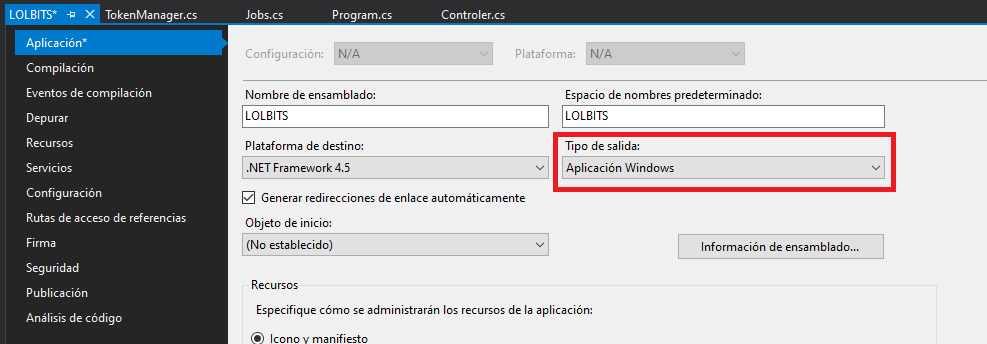 LOLBITS* TokenManager.cs Jobs.cs Program.cs Controler.cs
Aplicación*
Compilación
Eventos de compilación
Depurar
Recursos
Servicios
Configuración
Rutas de acceso de referencias
Firma
Seguridad
Publicación
Análisis de código
Configuración: N/A Plataforma: N/A
Nombre de ensamblado: Espacio de nombres predeterminado:
LOLBITS LOLBITS
Plataforma de destino: Tipo de salida:
.NET Framework 4.5 Aplicación Windows
Generar redirecciones de enlace automáticamente
Objeto de inicio:
(No establecido) Información de ensamblado...
Recursos
Especifique cómo se administrarán los recursos de la aplicación:
Icono y manifiesto